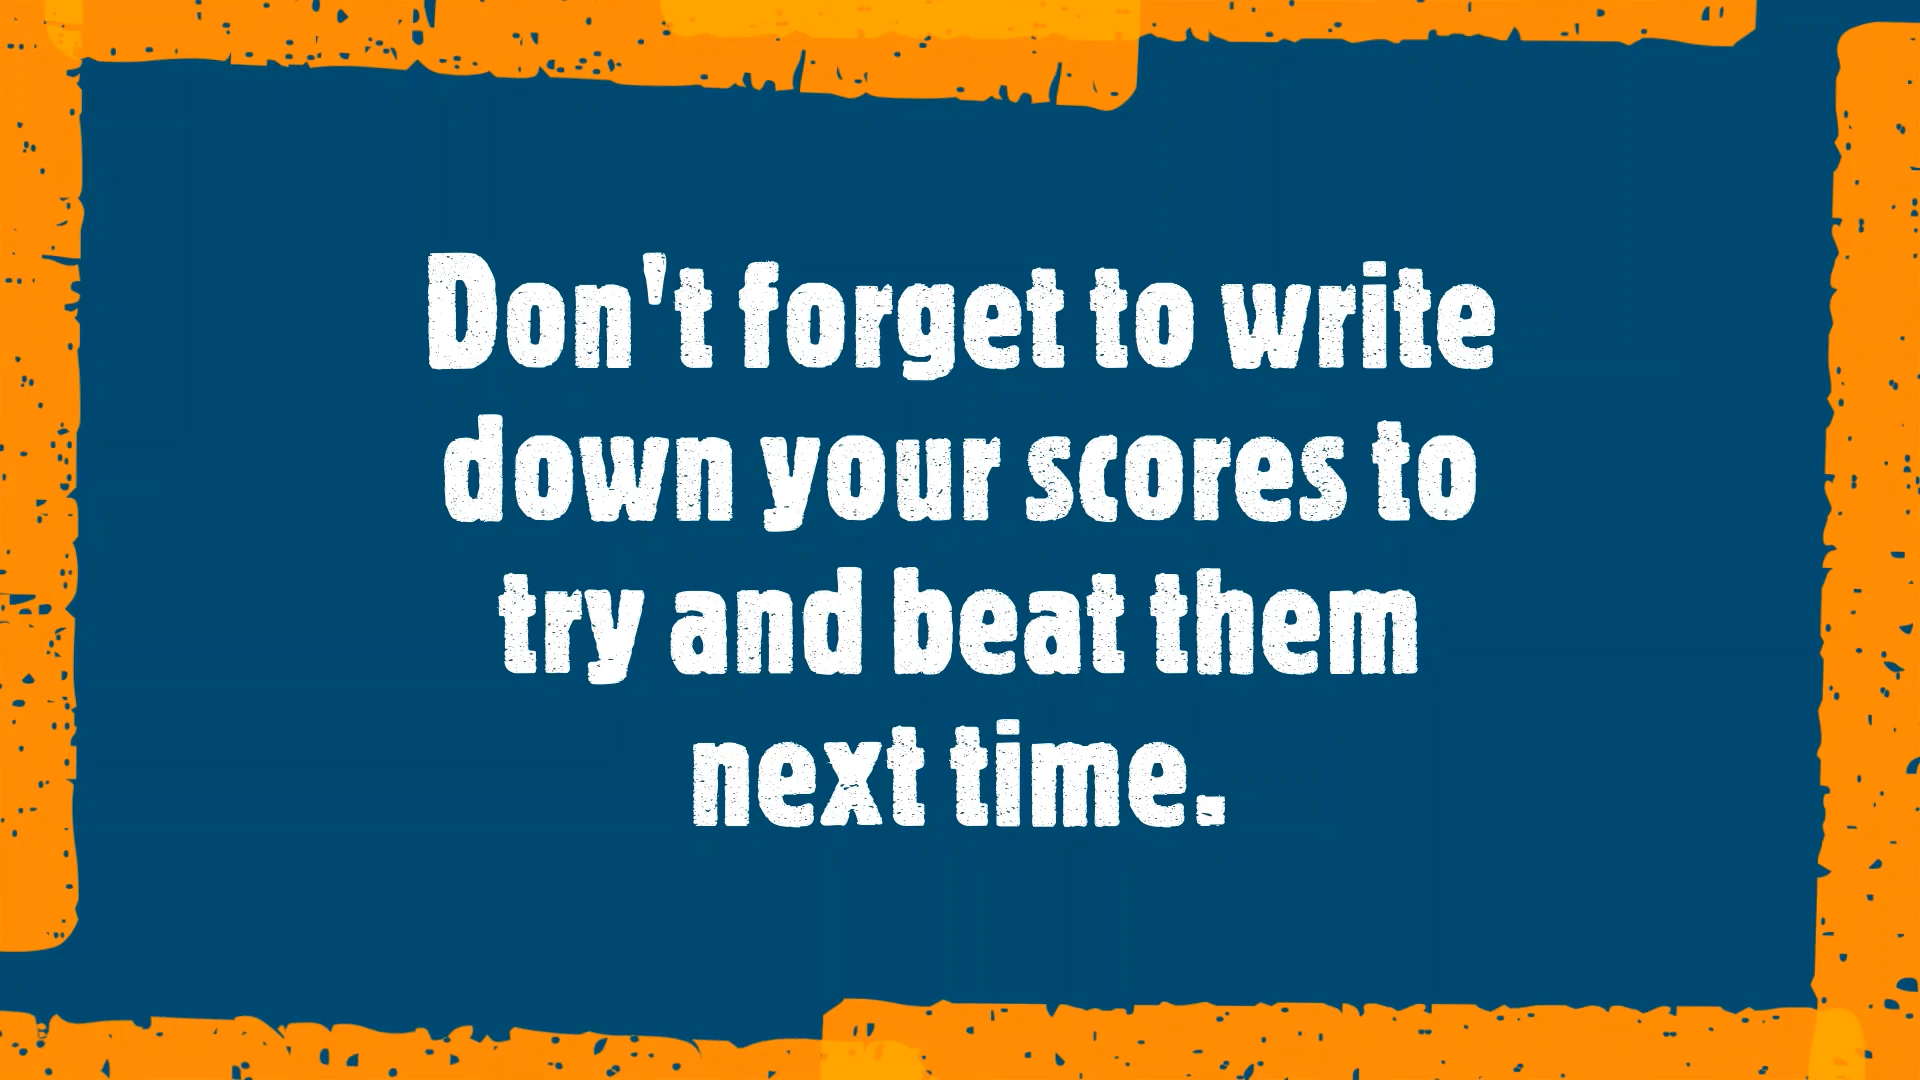 Don't forget to write
down your scores to
try and beat them
next time.